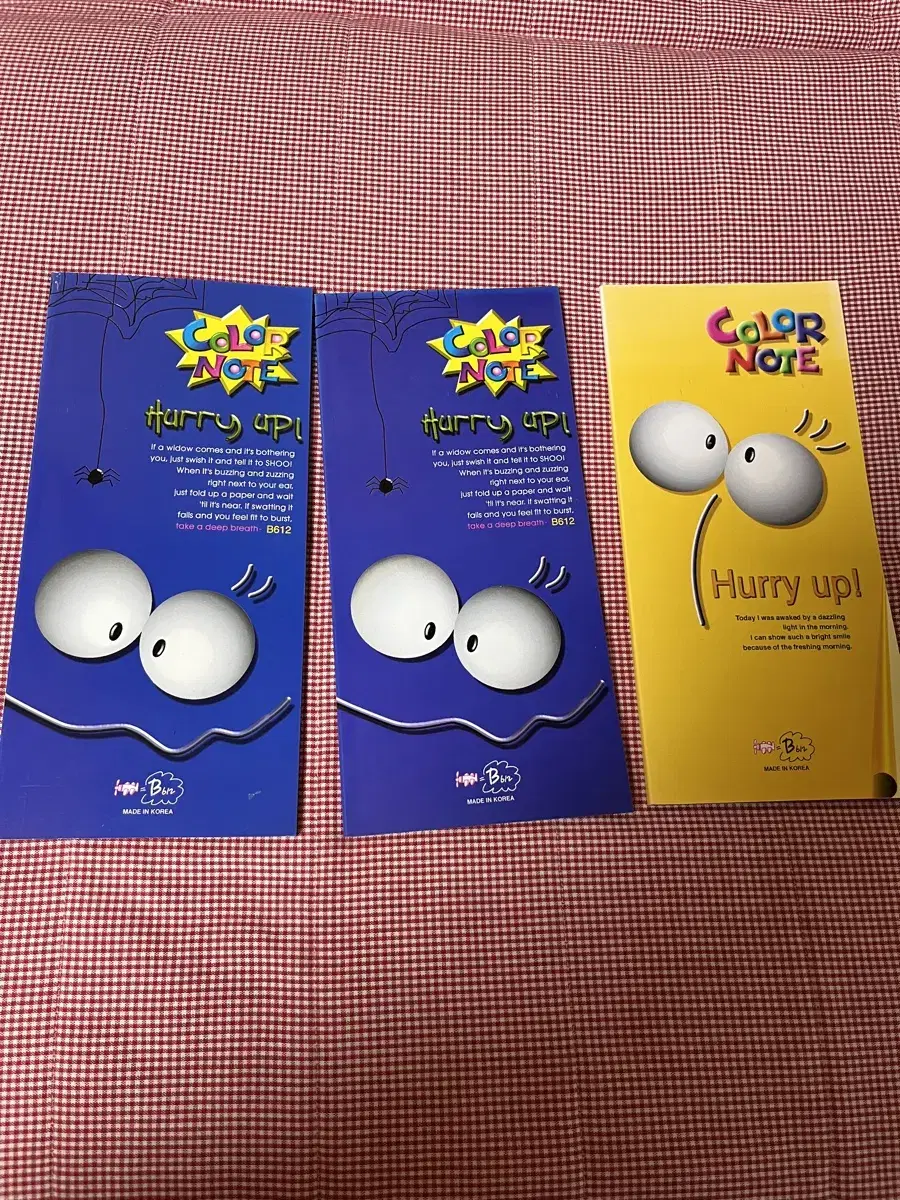 COLOR
NOTE
Hurry up!
If a widow comes and it's bothering
you, just swish it and tell it to SHOO!
When it's buzzing and zuzzing
right next to your ear,
just fold up a paper and wait
'til it's near. If swatting it
fails and you feel fit to burst,
take a deep breath- B612
= B612
MADE IN KOREA
COLOR
NOTE
Hurry up!
If a widow comes and it's bothering
you, just swish it and tell it to SHOO!
When it's buzzing and zuzzing
right next to your ear,
just fold up a paper and wait
'til it's near. If swatting it
fails and you feel fit to burst,
take a deep breath- B612
= B612
MADE IN KOREA
COLOR
NOTE
Hurry up!
Today I was awaked by a dazzling
light in the morning.
I can show such a bright smile
because of the freshing morning.
= B612
MADE IN KOREA